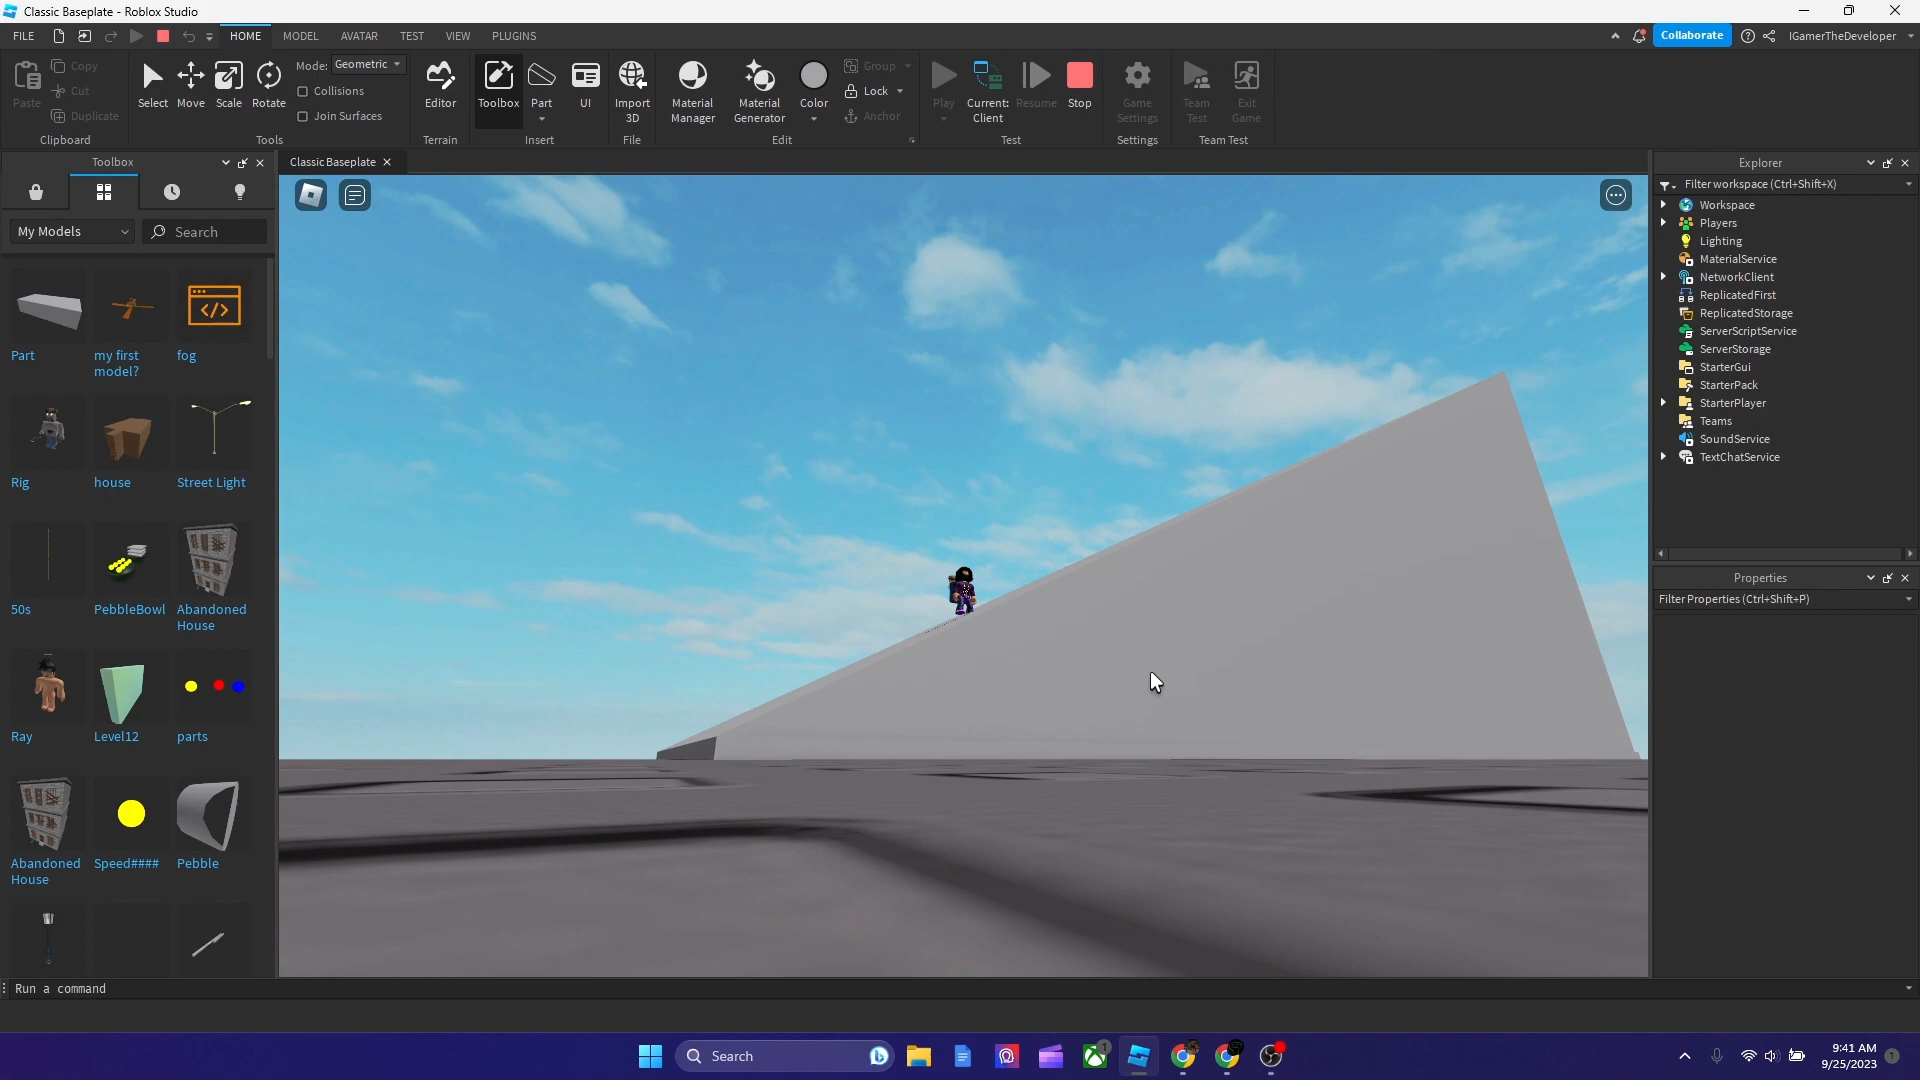 Classic Baseplate - Roblox Studio
FILE
HOME
MODEL
AVATAR
TEST
VIEW
PLUGINS
Collaborate
IGamerTheDeveloper
Paste
Copy
Cut
Duplicate
Clipboard
Select
Move
Scale
Rotate
Mode: Geometric
Collisions
Join Surfaces
Tools
Editor
Terrain
Toolbox
Part
UI
Insert
Import
3D
File
Material
Manager
Material
Generator
Color
Group
Lock
Anchor
Edit
Play
Current:
Client
Resume
Stop
Test
Game
Settings
Settings
Team
Test
Exit
Game
Team Test
Toolbox
My Models
Search
Part
my first
model?
fog
Rig
house
Street Light
50s
PebbleBowl
Abandoned
House
Ray
Level12
parts
Abandoned
House
Speed####
Pebble
Classic Baseplate
Explorer
Filter workspace (Ctrl+Shift+X)
Workspace
Players
Lighting
MaterialService
NetworkClient
ReplicatedFirst
ReplicatedStorage
ServerScriptService
ServerStorage
StarterGui
StarterPack
StarterPlayer
Teams
SoundService
TextChatService
Properties
Filter Properties (Ctrl+Shift+P)
Run a command
Search
1
9:41 AM
9/25/2023
1